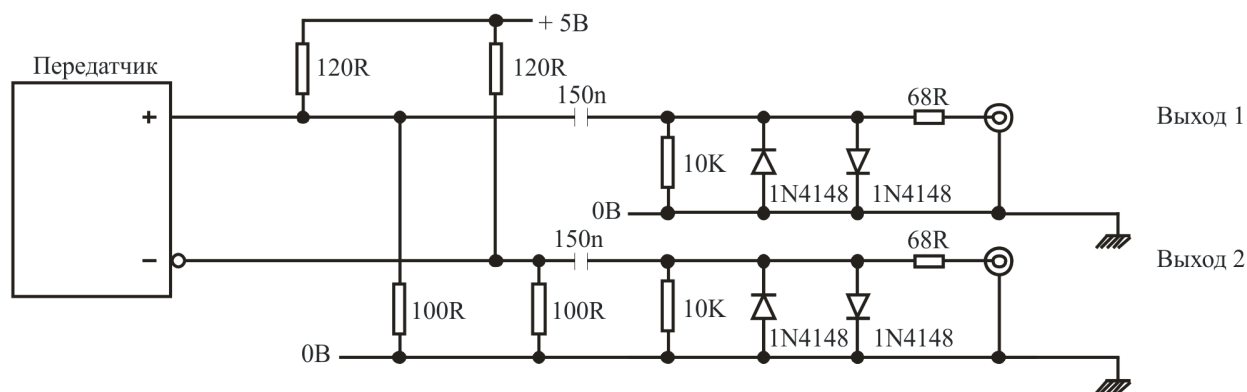 + 5В
Передатчик
120R
120R
150n
68R
+
Выход 1
10K
1N4148
1N4148
0В
150n
68R
–
Выход 2
100R
100R
10K
1N4148
1N4148
0В